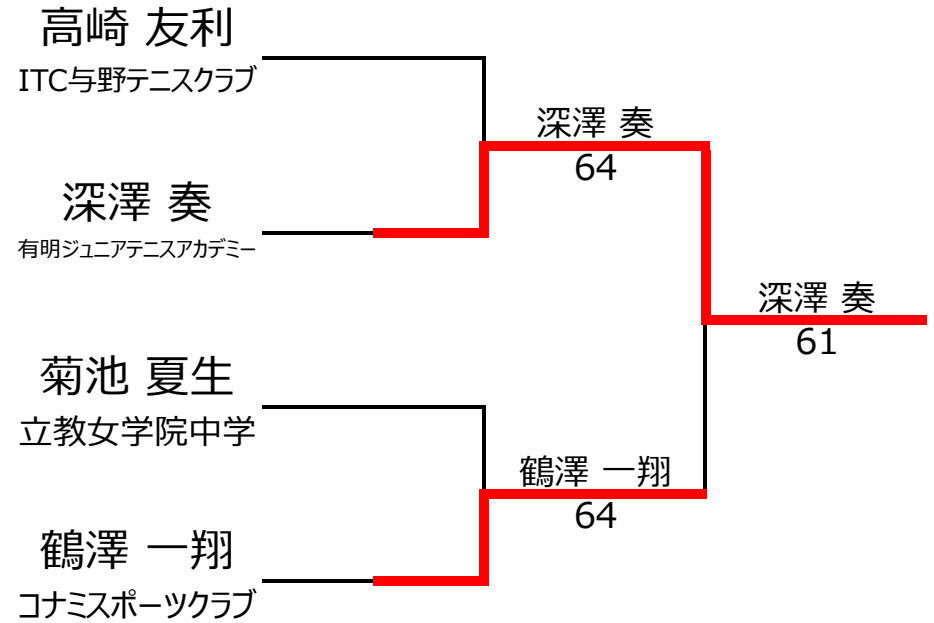 高崎 友利
ITC与野テニスクラブ
深澤 奏
64
深澤 奏
有明ジュニアテニスアカデミー
深澤 奏
61
菊池 夏生
立教女学院中学
鶴澤 一翔
64
鶴澤 一翔
コナミスポーツクラブ